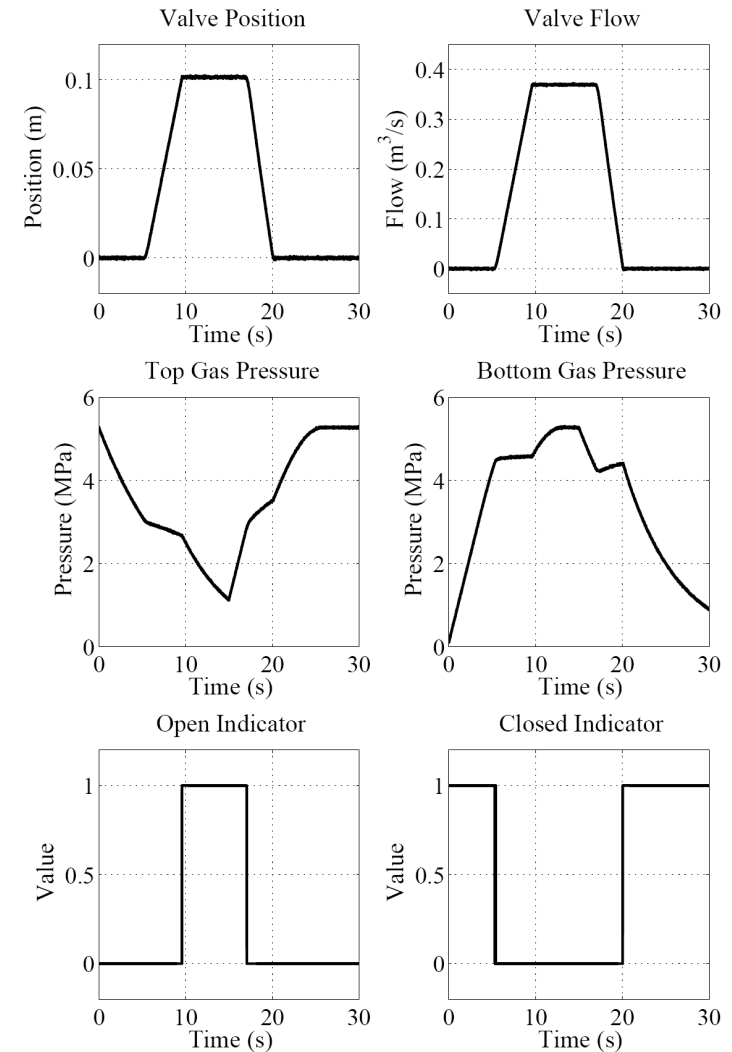 Valve Position
Position (m)
0.1
0.05
0
0 10 20 30
Time (s)
Valve Flow
Flow (m³/s)
0.4
0.3
0.2
0.1
0
0 10 20 30
Time (s)
Top Gas Pressure
Pressure (MPa)
6
4
2
0
0 10 20 30
Time (s)
Bottom Gas Pressure
Pressure (MPa)
6
4
2
0
0 10 20 30
Time (s)
Open Indicator
Value
1
0.5
0
0 10 20 30
Time (s)
Closed Indicator
Value
1
0.5
0
0 10 20 30
Time (s)